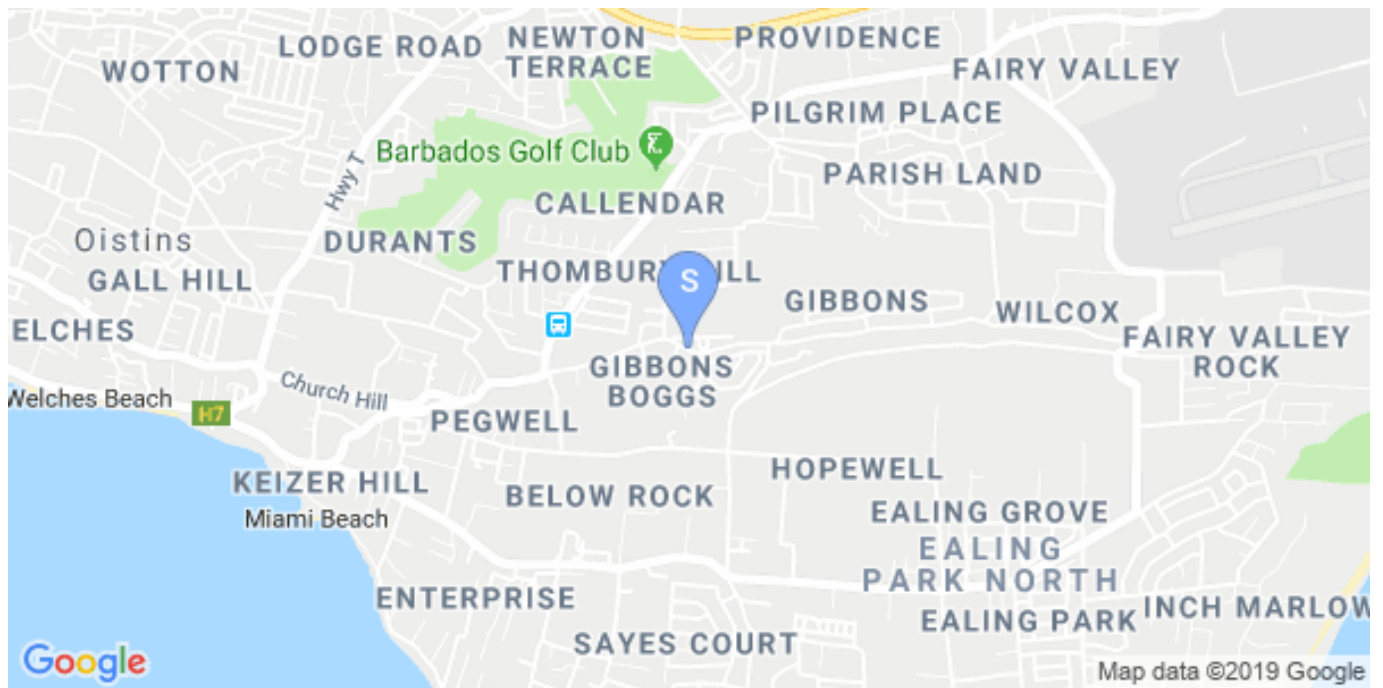 LODGE ROAD
NEWTON
TERRACE
PROVIDENCE
WOTTON
FAIRY VALLEY
PILGRIM PLACE
Barbados Golf Club
PARISH LAND
Hwy T
CALLENDAR
Oistins
DURANTS
GALL HILL
S
GIBBONS
WILCOX
ELCHES
FAIRY VALLEY
ROCK
GIBBONS
BOGGS
Church Hill
Welches Beach
H7
PEGWELL
KEIZER HILL
Miami Beach
BELOW ROCK
HOPEWELL
EALING GROVE
EALING
PARK NORTH
ENTERPRISE
EALING PARK
INCH MARLOW
SAYES COURT
Google
Map data ©2019 Google